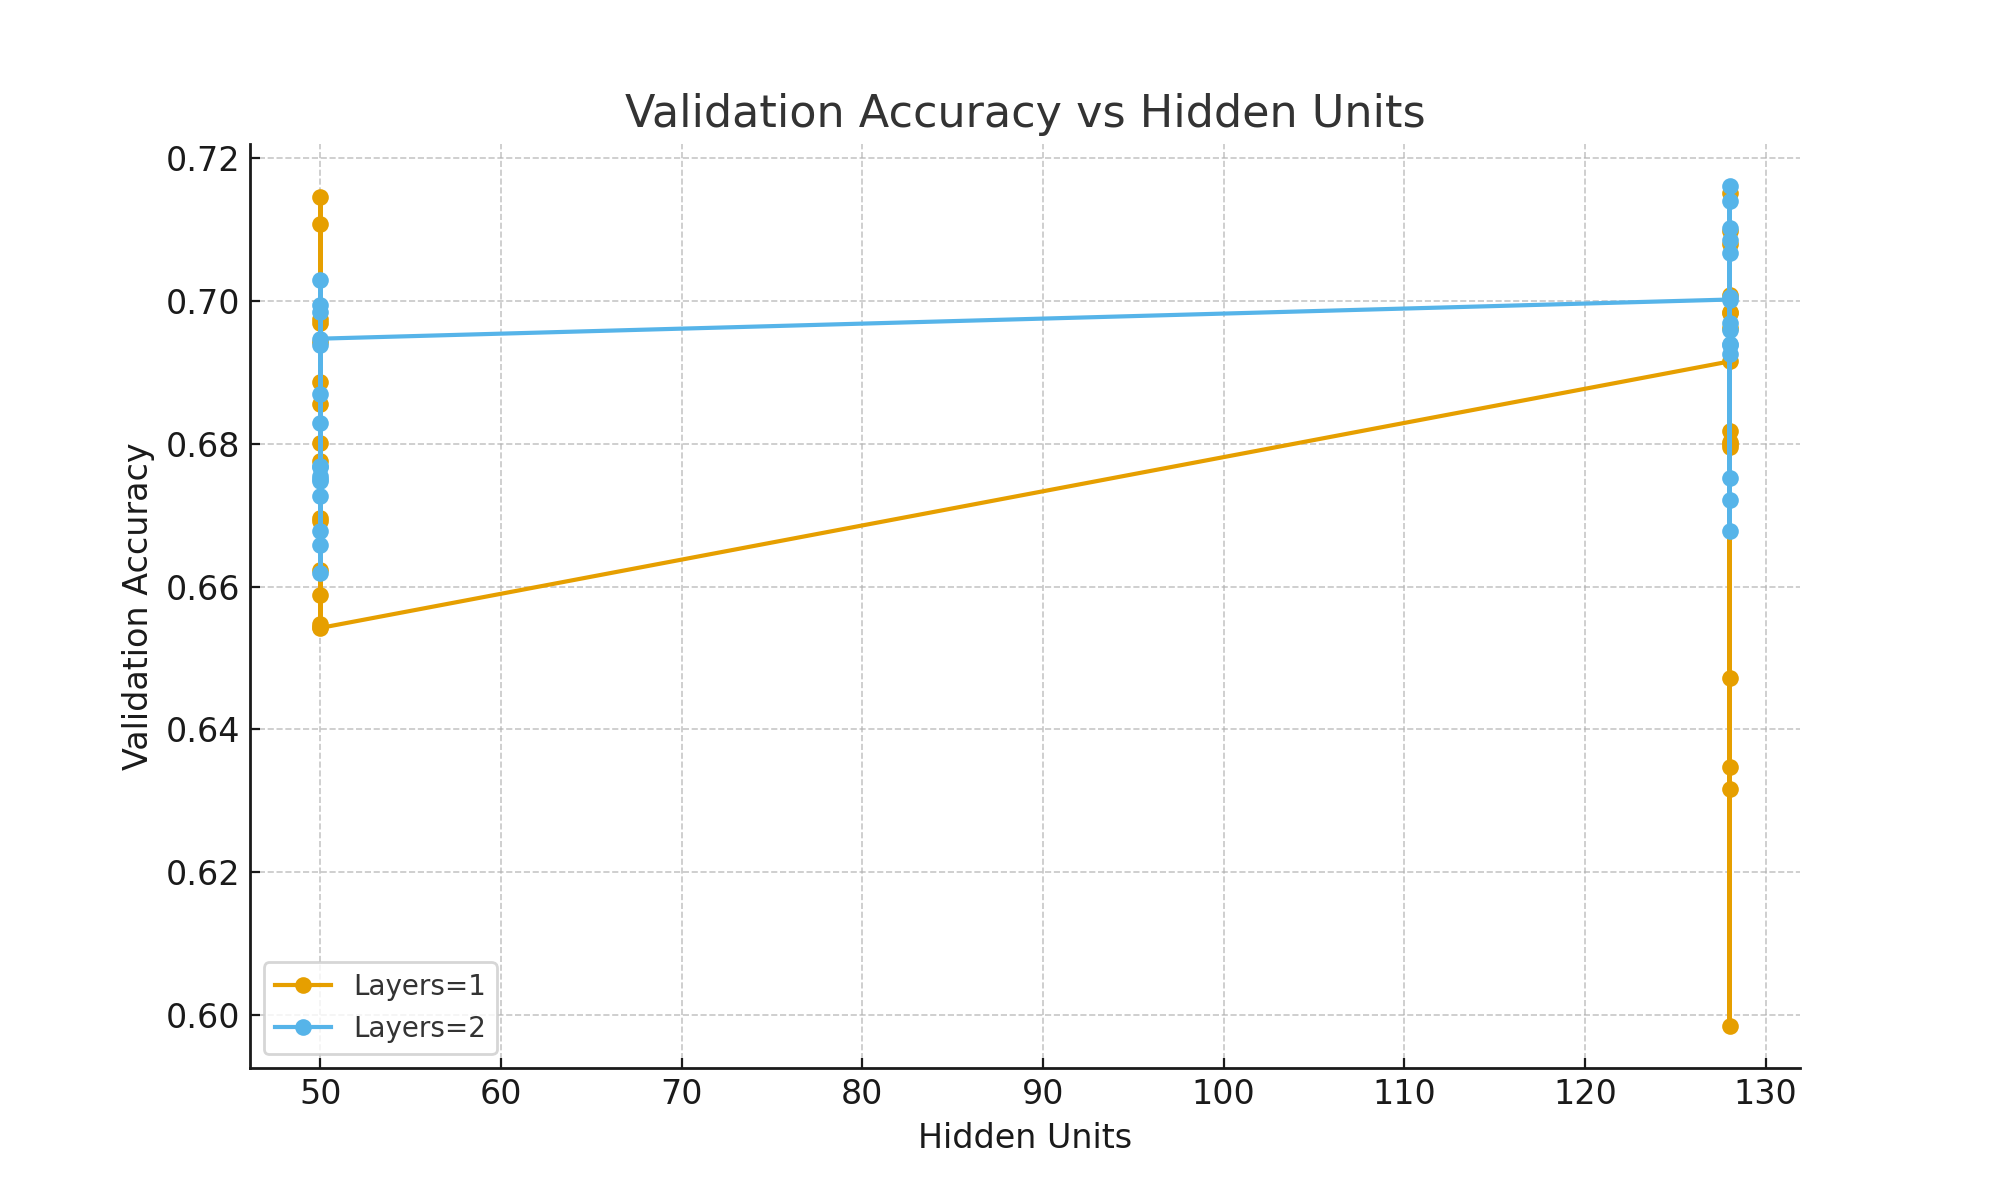 Validation Accuracy vs Hidden Units
0.72
0.70
0.68
0.66
0.64
0.62
0.60
Validation Accuracy
Layers=1
Layers=2
50 60 70 80 90 100 110 120 130
Hidden Units